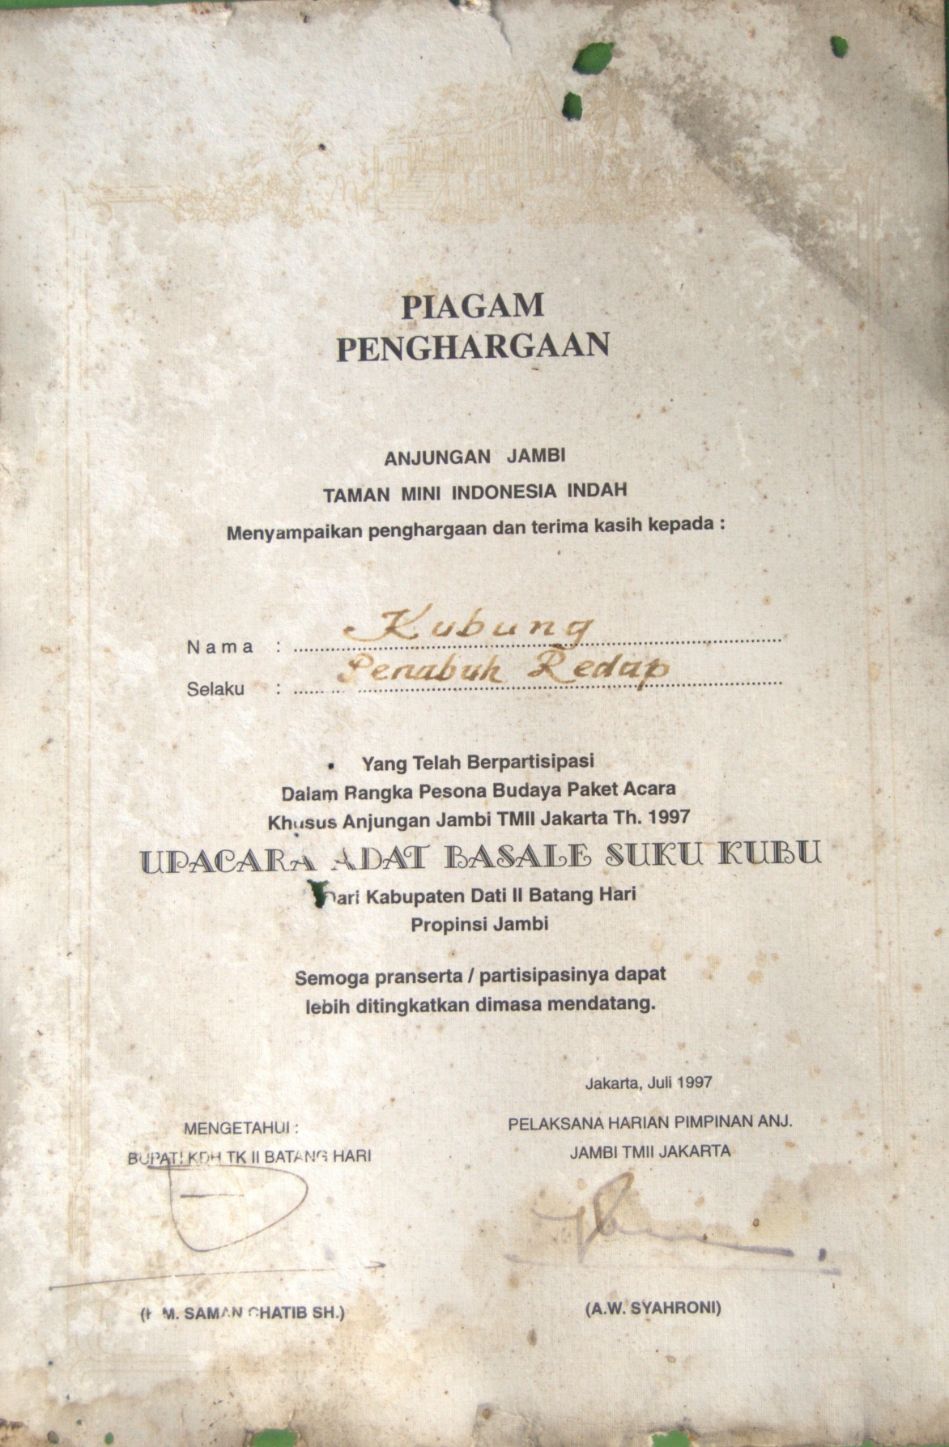 PIAGAM
PENGHARGAAN
ANJUNGAN JAMBI
TAMAN MINI INDONESIA INDAH
Menyampaikan penghargaan dan terima kasih kepada :
Nama : Kubung
Selaku : Penabuh Redap
Yang Telah Berpartisipasi
Dalam Rangka Pesona Budaya Paket Acara
Khusus Anjungan Jambi TMII Jakarta Th. 1997
UPACARA ADAT BASALE SUKU KUBU
Dari Kabupaten Dati II Batang Hari
Propinsi Jambi
Semoga pranserta / partisipasinya dapat
lebih ditingkatkan dimasa mendatang.
Jakarta, Juli 1997
MENGETAHUI :
BUPATI KDH TK II BATANG HARI
PELAKSANA HARIAN PIMPINAN ANJ.
JAMBI TMII JAKARTA
(H.M. SAMAN CHATIB SH.)
(A.W. SYAHRONI)